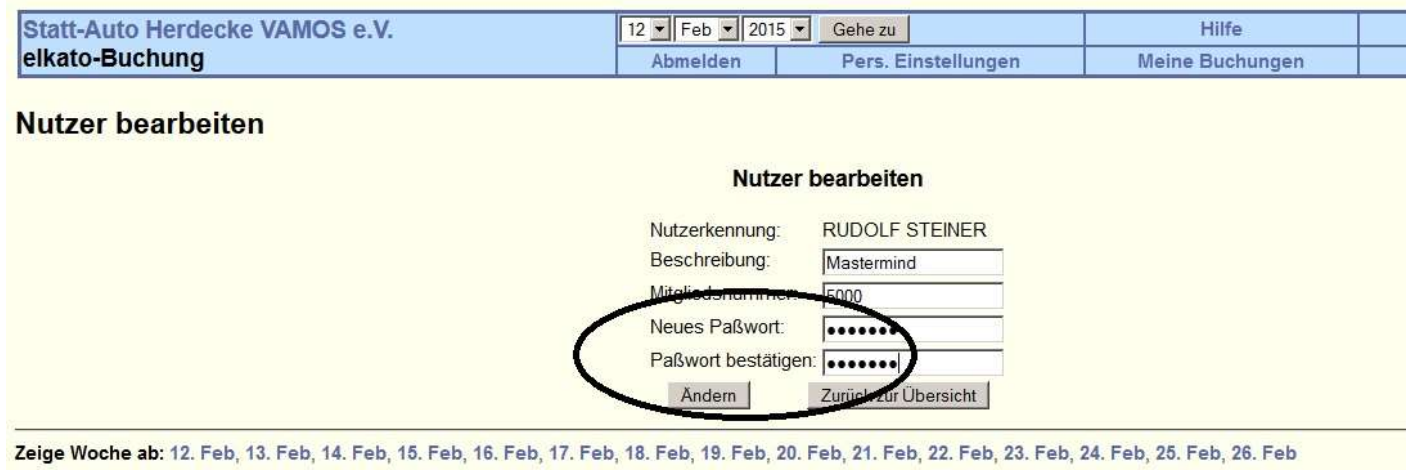 Statt-Auto Herdecke VAMOS e.V.
elkato-Buchung
12 Feb 2015 Gehe zu
Hilfe
Abmelden Pers. Einstellungen Meine Buchungen
Nutzer bearbeiten
Nutzer bearbeiten
Nutzerkennung: RUDOLF STEINER
Beschreibung: Mastermind
Mitgliedsnummer: 5000
Neues Paßwort: •••••••
Paßwort bestätigen: •••••••
Ändern Zurück zur Übersicht
Zeige Woche ab: 12. Feb, 13. Feb, 14. Feb, 15. Feb, 16. Feb, 17. Feb, 18. Feb, 19. Feb, 20. Feb, 21. Feb, 22. Feb, 23. Feb, 24. Feb, 25. Feb, 26. Feb